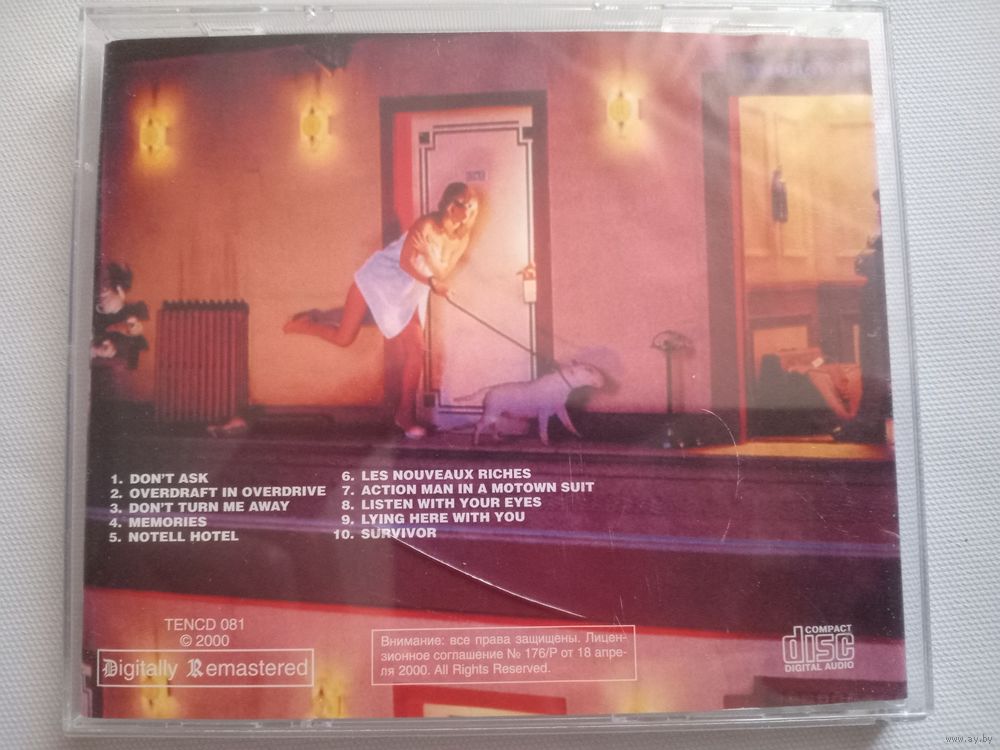 1. DON'T ASK
2. OVERDRAFT IN OVERDRIVE
3. DON'T TURN ME AWAY
4. MEMORIES
5. NOTELL HOTEL
6. LES NOUVEAUX RICHES
7. ACTION MAN IN A MOTOWN SUIT
8. LISTEN WITH YOUR EYES
9. LYING HERE WITH YOU
10. SURVIVOR
TENCD 081
© 2000
Digitally Remastered
Внимание: все права защищены. Лицен-
зионное соглашение № 176/Р от 18 апре-
ля 2000. All Rights Reserved.
COMPACT
disc
DIGITAL AUDIO
www.ay.by